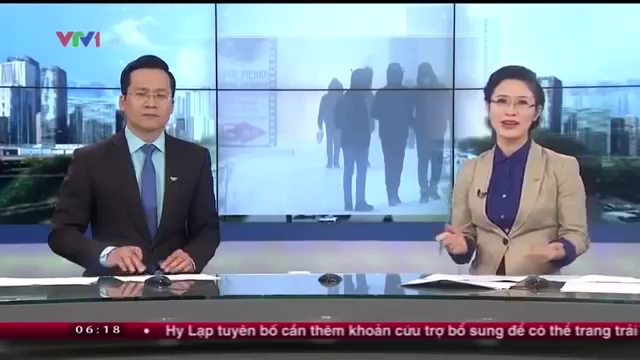 VTV1
06:18 Hy Lạp tuyên bố cần thêm khoản cứu trợ bổ sung để có thể trang trải